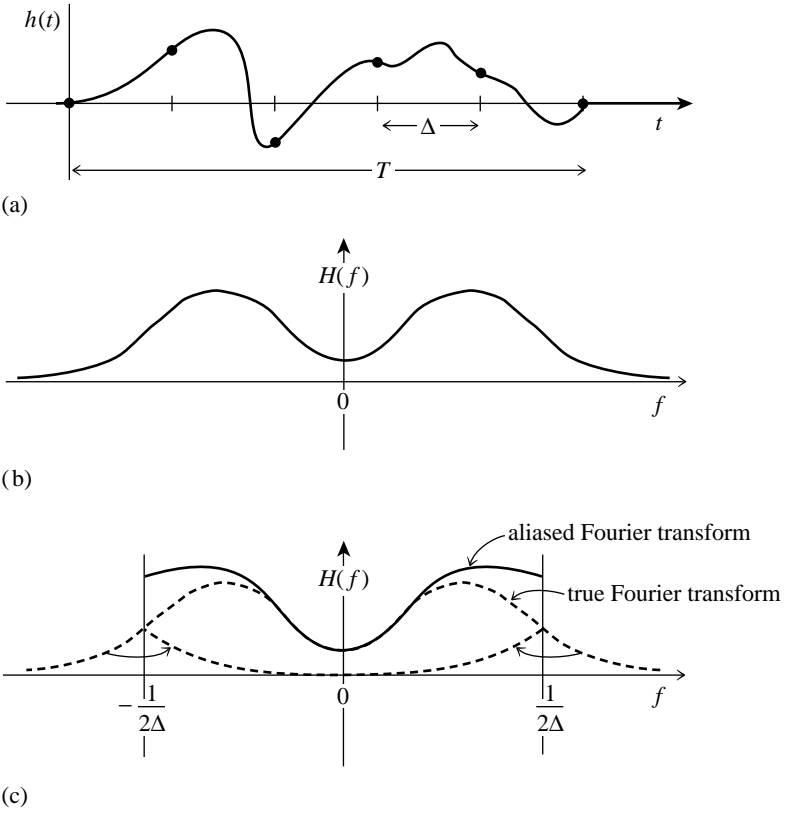 h(t)
Δ
t
T
(a)
H(f)
0
f
(b)
aliased Fourier transform
H(f)
true Fourier transform
− 1/2Δ
0
1/2Δ
f
(c)